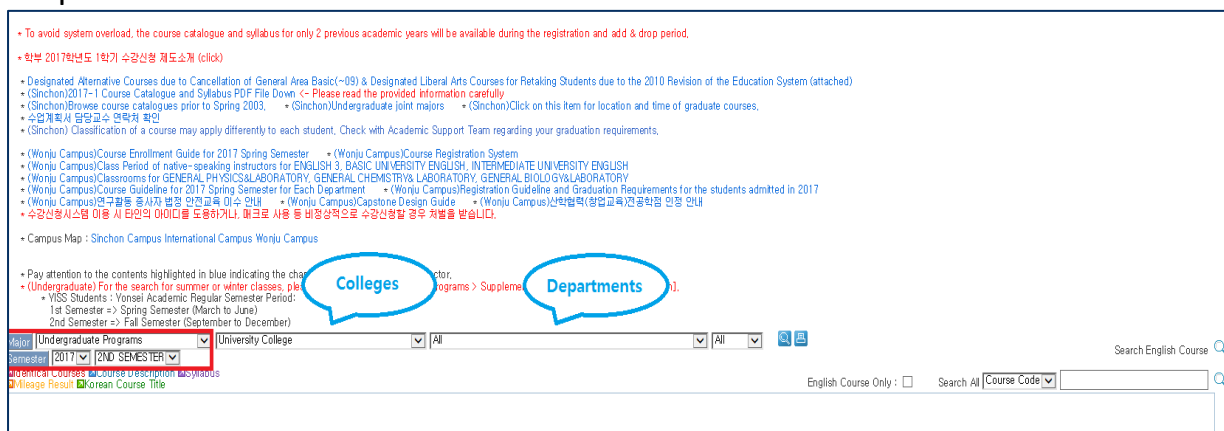 * To avoid system overload, the course catalogue and syllabus for only 2 previous academic years will be available during the registration and add & drop period,
* 학부 2017학년도 1학기 수강신청 제도소개 (click)
* Designated Alternative Courses due to Cancellation of General Area Basic(~09) & Designated Liberal Arts Courses for Retaking Students due to the 2010 Revision of the Education System (attached)
* (Sinchon)2017-1 Course Catalogue and Syllabus PDF File Down <- Please read the provided information carefully
* (Sinchon)Browse course catalogues prior to Spring 2003, * (Sinchon)Undergraduate joint majors * (Sinchon)Click on this item for location and time of graduate courses,
* 수업계획서 담당교수 연락처 확인
* (Sinchon) Classification of a course may apply differently to each student, Check with Academic Support Team regarding your graduation requirements,
* (Wonju Campus)Course Enrollment Guide for 2017 Spring Semester * (Wonju Campus)Course Registration System
* (Wonju Campus)Class Period of native-speaking instructors for ENGLISH 3, BASIC UNIVERSITY ENGLISH, INTERMEDIATE UNIVERSITY ENGLISH
* (Wonju Campus)Classrooms for GENERAL PHYSICS&LABORATORY, GENERAL CHEMISTRY& LABORATORY, GENERAL BIOLOGY&LABORATORY
* (Wonju Campus)Course Guideline for 2017 Spring Semester for Each Department * (Wonju Campus)Registration Guideline and Graduation Requirements for the students admitted in 2017
* (Wonju Campus)연구활동 종사자 법정 안전교육 이수 안내 * (Wonju Campus)Capstone Design Guide * (Wonju Campus)산학협력(창업교육)전공학점 인정 안내
* 수강신청시스템 이용 시 타인의 아이디를 도용하거나, 매크로 사용 등 비정상적으로 수강신청할 경우 처벌을 받습니다.
* Campus Map : Sinchon Campus International Campus Wonju Campus
* Pay attention to the contents highlighted in blue indicating the
* (Undergraduate) For the search for summer or winter classes, rograms >
Colleges
Departments
* YISS Students : Yonsei Academic Regular Semester Period:
1st Semester => Spring Semester (March to June)
2nd Semester => Fall Semester (September to December)
Major Undergraduate Programs University College All All
Semester 2017 2ND SEMESTER
Search English Course
Identical Courses Course Description Syllabus
Mileage Result Korean Course Title
English Course Only : Search All Course Code